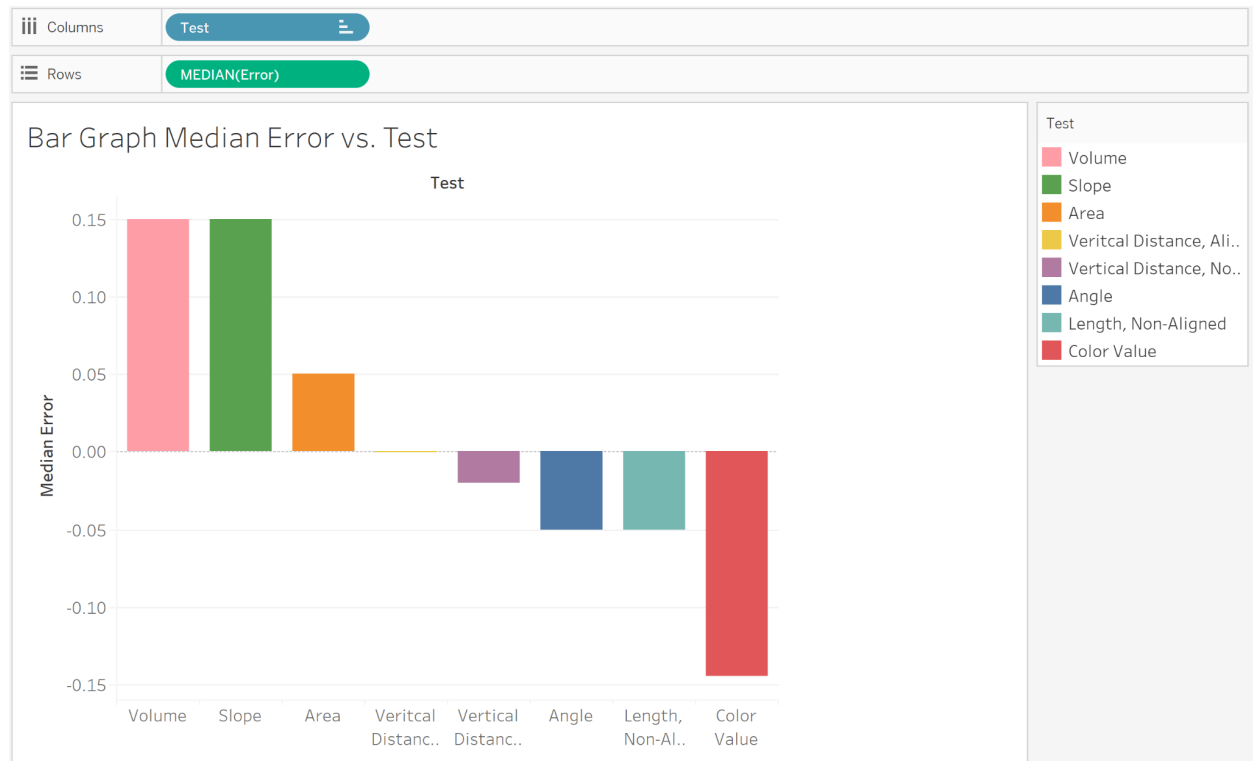 Columns
Test
Rows
MEDIAN(Error)
Bar Graph Median Error vs. Test
Test
Median Error
0.15
0.10
0.05
0.00
-0.05
-0.10
-0.15
Volume
Slope
Area
Veritcal
Distanc..
Vertical
Distanc..
Angle
Length,
Non-Al..
Color
Value
Test
Volume
Slope
Area
Veritcal Distance, Ali..
Vertical Distance, No..
Angle
Length, Non-Aligned
Color Value